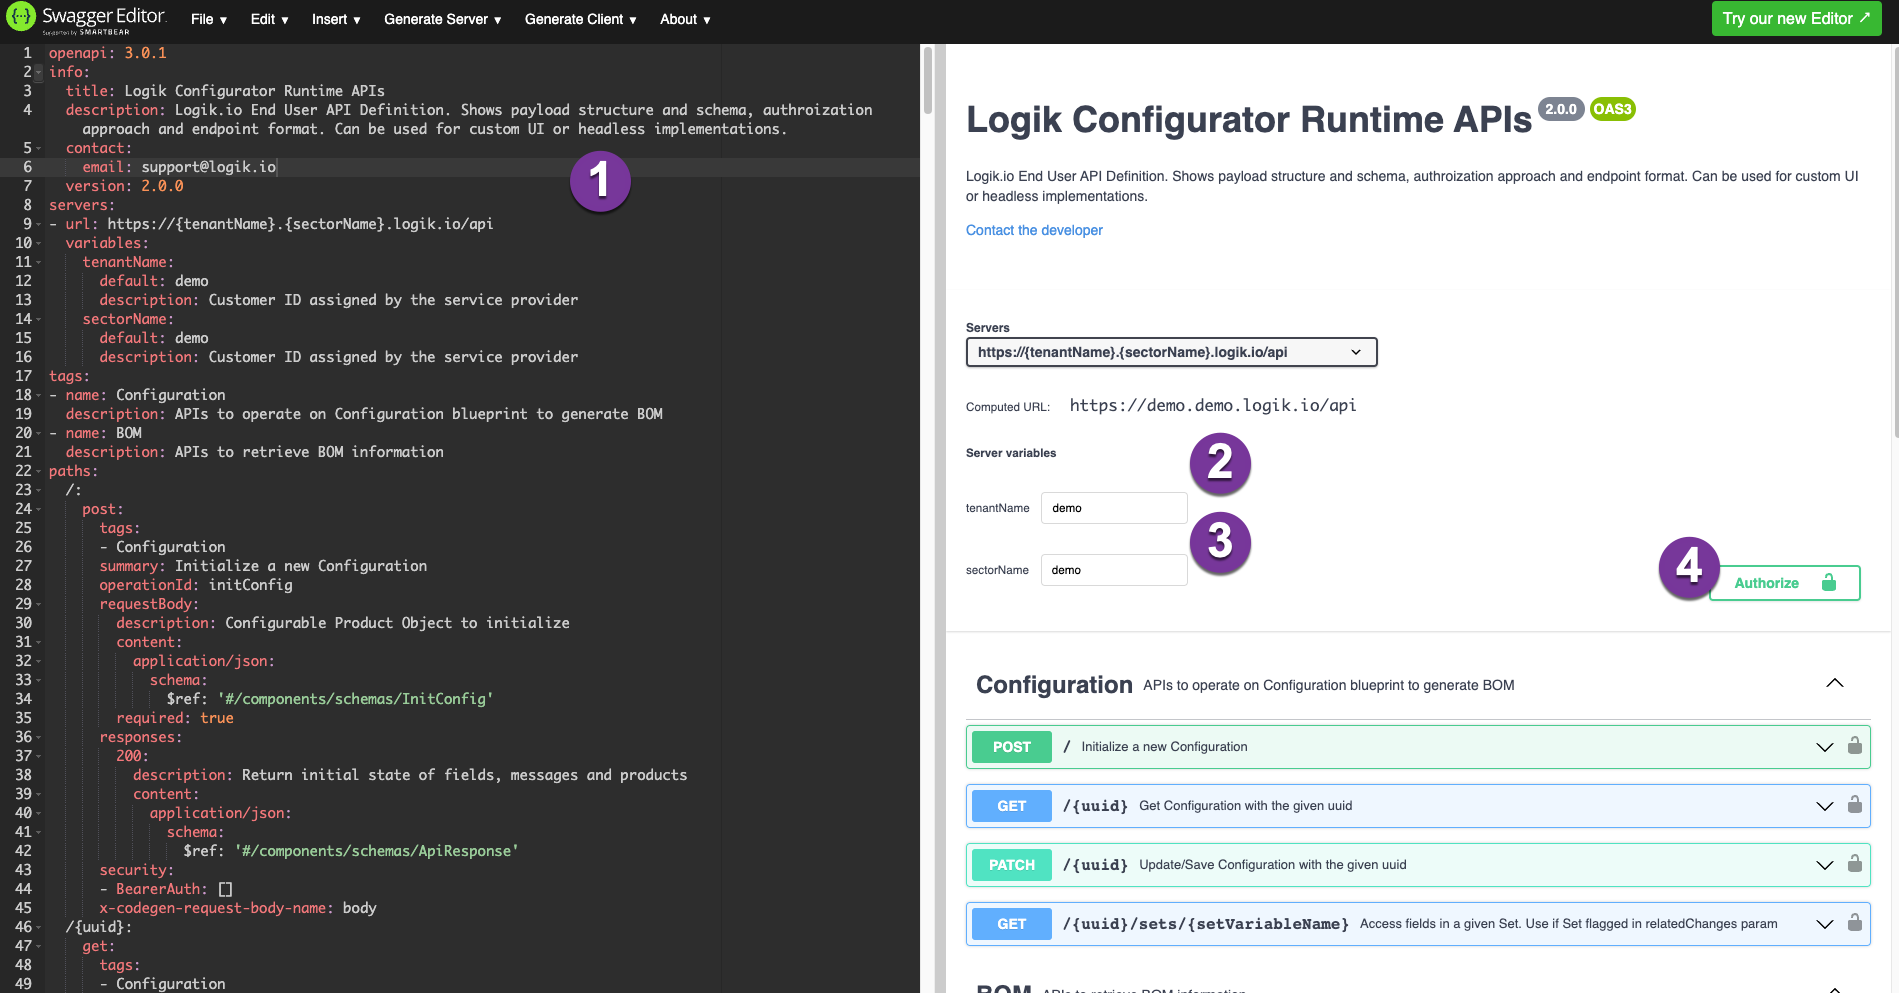 Swagger Editor.
Supported by SMARTBEAR
File ▾ Edit ▾ Insert ▾ Generate Server ▾ Generate Client ▾ About ▾
Try our new Editor ↗
1 openapi: 3.0.1
2 info:
3 title: Logik Configurator Runtime APIs
4 description: Logik.io End User API Definition. Shows payload structure and schema, authroization
approach and endpoint format. Can be used for custom UI or headless implementations.
5 contact:
6 email: support@logik.io
7 version: 2.0.0
8 servers:
9 - url: https://{tenantName}.{sectorName}.logik.io/api
10 variables:
11 tenantName:
12 default: demo
13 description: Customer ID assigned by the service provider
14 sectorName:
15 default: demo
16 description: Customer ID assigned by the service provider
17 tags:
18 - name: Configuration
19 description: APIs to operate on Configuration blueprint to generate BOM
20 - name: BOM
21 description: APIs to retrieve BOM information
22 paths:
23 /:
24 post:
25 tags:
26 - Configuration
27 summary: Initialize a new Configuration
28 operationId: initConfig
29 requestBody:
30 description: Configurable Product Object to initialize
31 content:
32 application/json:
33 schema:
34 $ref: '#/components/schemas/InitConfig'
35 required: true
36 responses:
37 200:
38 description: Return initial state of fields, messages and products
39 content:
40 application/json:
41 schema:
42 $ref: '#/components/schemas/ApiResponse'
43 security:
44 - BearerAuth: []
45 x-codegen-request-body-name: body
46 /{uuid}:
47 get:
48 tags:
49 - Configuration
1
Logik Configurator Runtime APIs 2.0.0 OAS3
Logik.io End User API Definition. Shows payload structure and schema, authroization approach and endpoint format. Can be used for custom UI
or headless implementations.
Contact the developer
Servers
https://{tenantName}.{sectorName}.logik.io/api
Computed URL: https://demo.demo.logik.io/api
Server variables
2
tenantName demo
3
sectorName demo
4
Authorize
Configuration APIs to operate on Configuration blueprint to generate BOM
POST / Initialize a new Configuration
GET /{uuid} Get Configuration with the given uuid
PATCH /{uuid} Update/Save Configuration with the given uuid
GET /{uuid}/sets/{setVariableName} Access fields in a given Set. Use if Set flagged in relatedChanges param
BOM APIs to retrieve BOM information